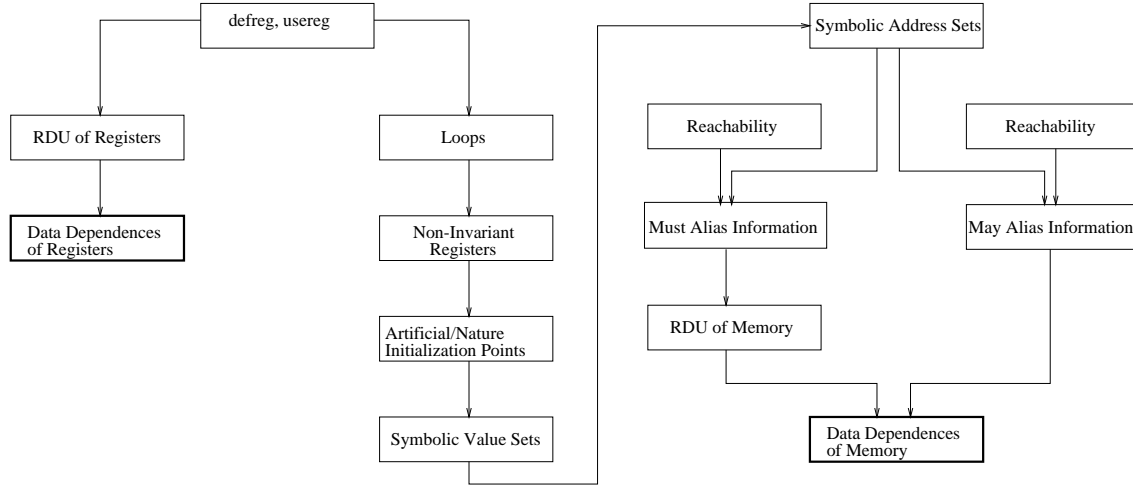 defreg, usereg
RDU of Registers
Data Dependences
of Registers
Loops
Non-Invariant
Registers
Artificial/Nature
Initialization Points
Symbolic Value Sets
Symbolic Address Sets
Reachability
Reachability
Must Alias Information
May Alias Information
RDU of Memory
Data Dependences
of Memory